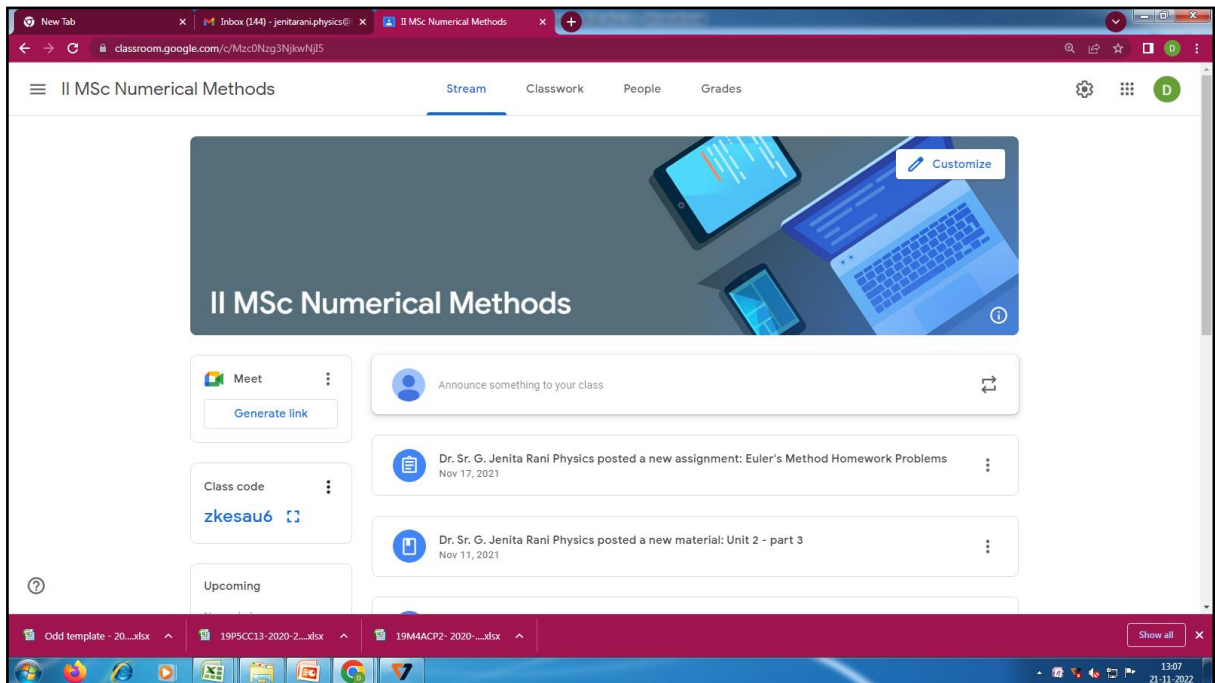 New Tab
Inbox (144) - jenitarani.physics@
II MSc Numerical Methods
classroom.google.com/c/Mzc0Nzg3NjkwNjI5
D
II MSc Numerical Methods
Stream
Classwork
People
Grades
D
Customize
II MSc Numerical Methods
Meet
Generate link
Announce something to your class
Dr. Sr. G. Jenita Rani Physics posted a new assignment: Euler's Method Homework Problems
Nov 17, 2021
Class code
zkesau6
Dr. Sr. G. Jenita Rani Physics posted a new material: Unit 2 - part 3
Nov 11, 2021
Upcoming
Odd template - 20....xlsx
19P5CC13-2020-2....xlsx
19M4ACP2- 2020-....xlsx
Show all
13:07
21-11-2022